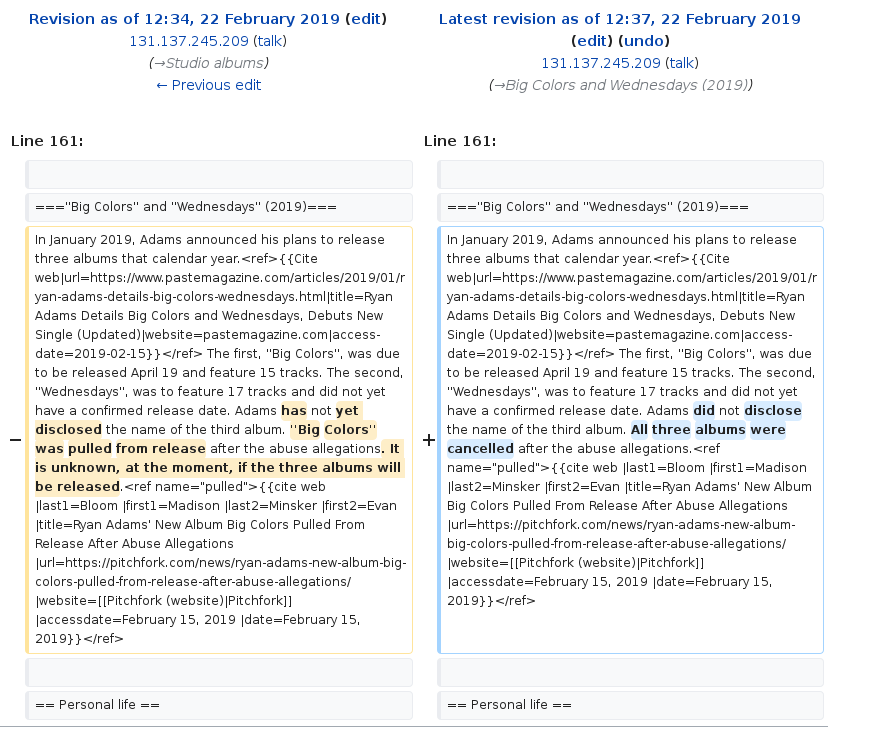 Revision as of 12:34, 22 February 2019 (edit)
131.137.245.209 (talk)
(→Studio albums)
← Previous edit
Latest revision as of 12:37, 22 February 2019
(edit) (undo)
131.137.245.209 (talk)
(→Big Colors and Wednesdays (2019))
Line 161:
===''Big Colors'' and ''Wednesdays'' (2019)===
− In January 2019, Adams announced his plans to release
three albums that calendar year.<ref>{{Cite
web|url=https://www.pastemagazine.com/articles/2019/01/r
yan-adams-details-big-colors-wednesdays.html|title=Ryan
Adams Details Big Colors and Wednesdays, Debuts New
Single (Updated)|website=pastemagazine.com|access-
date=2019-02-15}}</ref> The first, ''Big Colors'', was due
to be released April 19 and feature 15 tracks. The second,
''Wednesdays'', was to feature 17 tracks and did not yet
have a confirmed release date. Adams has not yet
disclosed the name of the third album. ''Big Colors''
was pulled from release after the abuse allegations. It
is unknown, at the moment, if the three albums will
be released.<ref name="pulled">{{cite web
|last1=Bloom |first1=Madison |last2=Minsker |first2=Evan
|title=Ryan Adams' New Album Big Colors Pulled From
Release After Abuse Allegations
|url=https://pitchfork.com/news/ryan-adams-new-album-big-
colors-pulled-from-release-after-abuse-allegations/
|website=[[Pitchfork (website)|Pitchfork]]
|accessdate=February 15, 2019 |date=February 15,
2019}}</ref>
== Personal life ==
Line 161:
===''Big Colors'' and ''Wednesdays'' (2019)===
+ In January 2019, Adams announced his plans to release
three albums that calendar year.<ref>{{Cite
web|url=https://www.pastemagazine.com/articles/2019/01/r
yan-adams-details-big-colors-wednesdays.html|title=Ryan
Adams Details Big Colors and Wednesdays, Debuts New
Single (Updated)|website=pastemagazine.com|access-
date=2019-02-15}}</ref> The first, ''Big Colors'', was due
to be released April 19 and feature 15 tracks. The second,
''Wednesdays'', was to feature 17 tracks and did not yet
have a confirmed release date. Adams did not disclose
the name of the third album. All three albums were
cancelled after the abuse allegations.<ref
name="pulled">{{cite web |last1=Bloom |first1=Madison
|last2=Minsker |first2=Evan |title=Ryan Adams' New Album
Big Colors Pulled From Release After Abuse Allegations
|url=https://pitchfork.com/news/ryan-adams-new-album-
big-colors-pulled-from-release-after-abuse-allegations/
|website=[[Pitchfork (website)|Pitchfork]]
|accessdate=February 15, 2019 |date=February 15,
2019}}</ref>
== Personal life ==